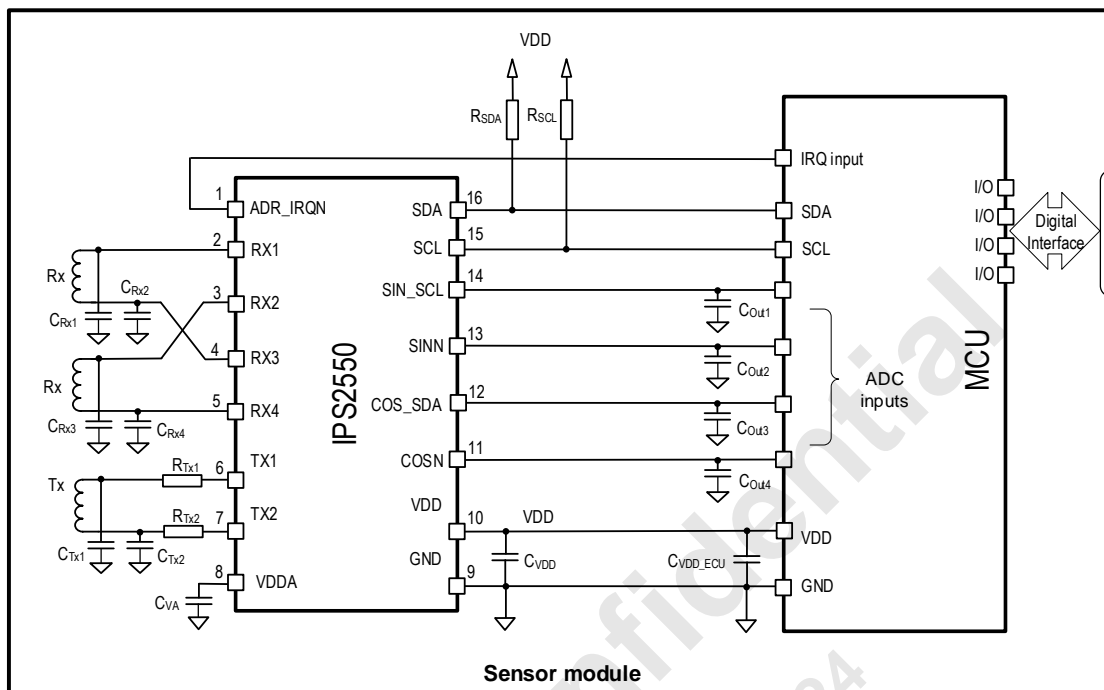 VDD
RSDA
RSCL
IRQ input
1
ADR_IRQN
SDA
16
SDA
I/O
I/O
I/O
I/O
Digital
Interface
2
RX1
SCL
15
SCL
Rx
CRx1
CRx2
3
RX2
SIN_SCL
14
COut1
4
RX3
SINN
13
COut2
ADC
inputs
MCU
Rx
CRx3
CRx4
5
RX4
COS_SDA
12
COut3
IPS2550
TX1
6
RTx1
COSN
11
COut4
Tx
CTx1
CTx2
RTx2
7
TX2
VDD
10
VDD
CVDD
CVDD_ECU
VDD
GND
9
GND
8
VDDA
CVA
Sensor module
nfidential